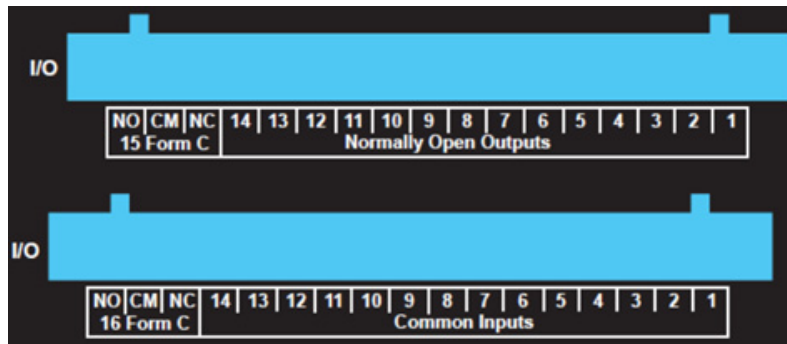 I/O
NO CM NC 14 13 12 11 10 9 8 7 6 5 4 3 2 1
15 Form C Normally Open Outputs
I/O
NO CM NC 14 13 12 11 10 9 8 7 6 5 4 3 2 1
16 Form C Common Inputs